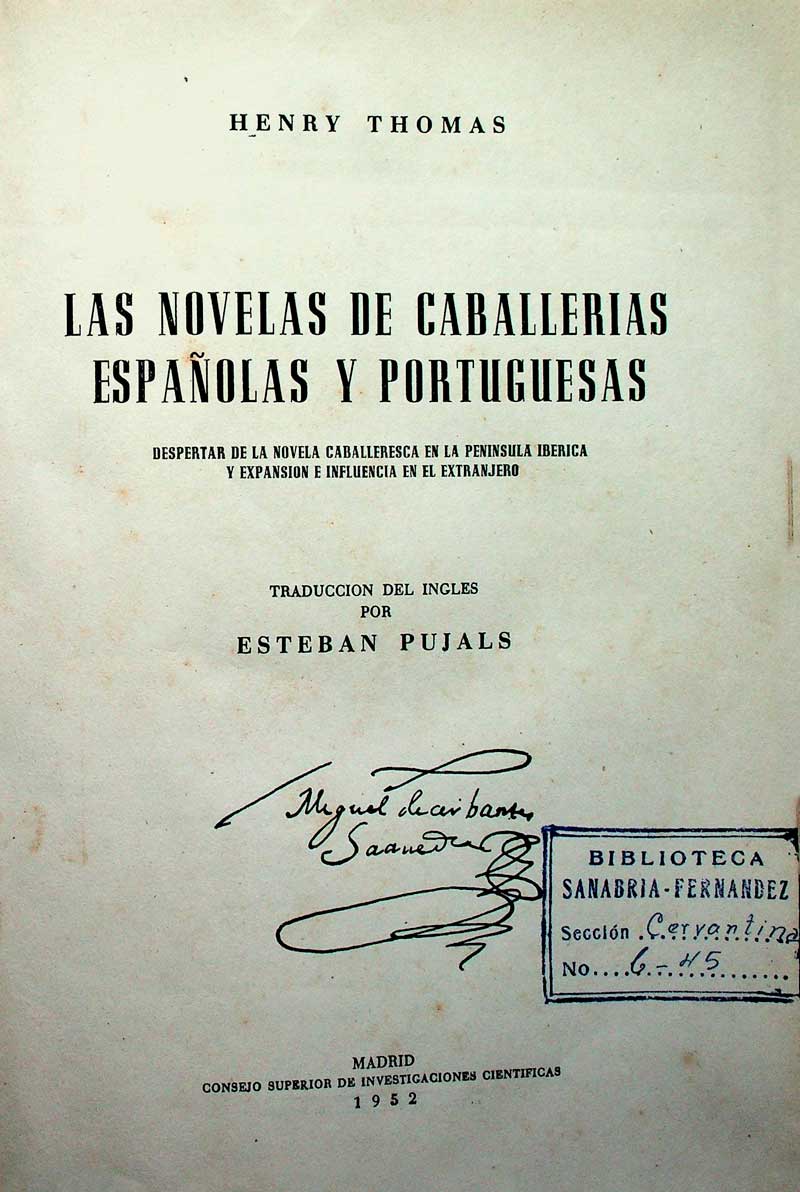 HENRY THOMAS
LAS NOVELAS DE CABALLERIAS
ESPAÑOLAS Y PORTUGUESAS
DESPERTAR DE LA NOVELA CABALLERESCA EN LA PENINSULA IBERICA
Y EXPANSION E INFLUENCIA EN EL EXTRANJERO
TRADUCCION DEL INGLES
POR
ESTEBAN PUJALS
Miguel de cerbantes
Saavedra
BIBLIOTECA
SANABRIA-FERNANDEZ
Sección .Cervantina
No....6-45.............
MADRID
CONSEJO SUPERIOR DE INVESTIGACIONES CIENTIFICAS
1952